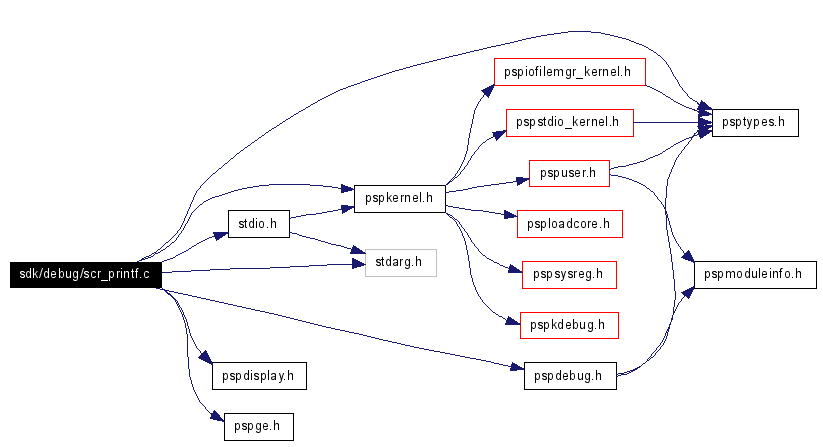 pspiofilemgr_kernel.h
pspstdio_kernel.h
psptypes.h
pspuser.h
pspkernel.h
stdio.h
psploadcore.h
stdarg.h
sdk/debug/scr_printf.c
pspsysreg.h
pspmoduleinfo.h
pspkdebug.h
pspdisplay.h
pspdebug.h
pspge.h